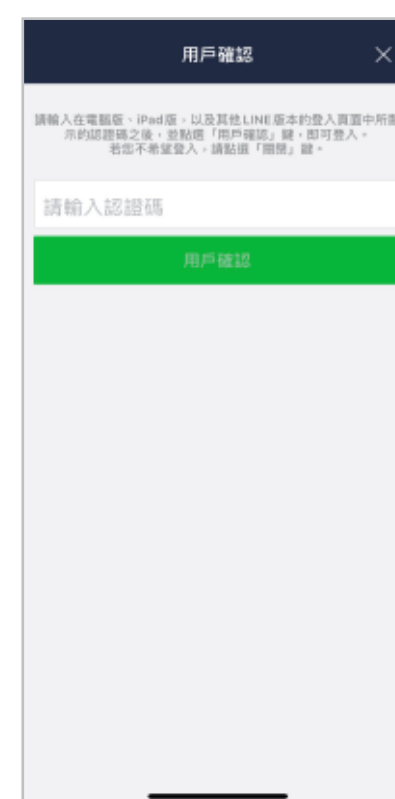 用戶確認
請輸入在電腦版、iPad版,以及其他LINE版本的登入頁面中所顯
示的認證碼之後,並點選「用戶確認」鍵,即可登入。
若您不希望登入,請點選「關閉」鍵。
請輸入認證碼
用戶確認